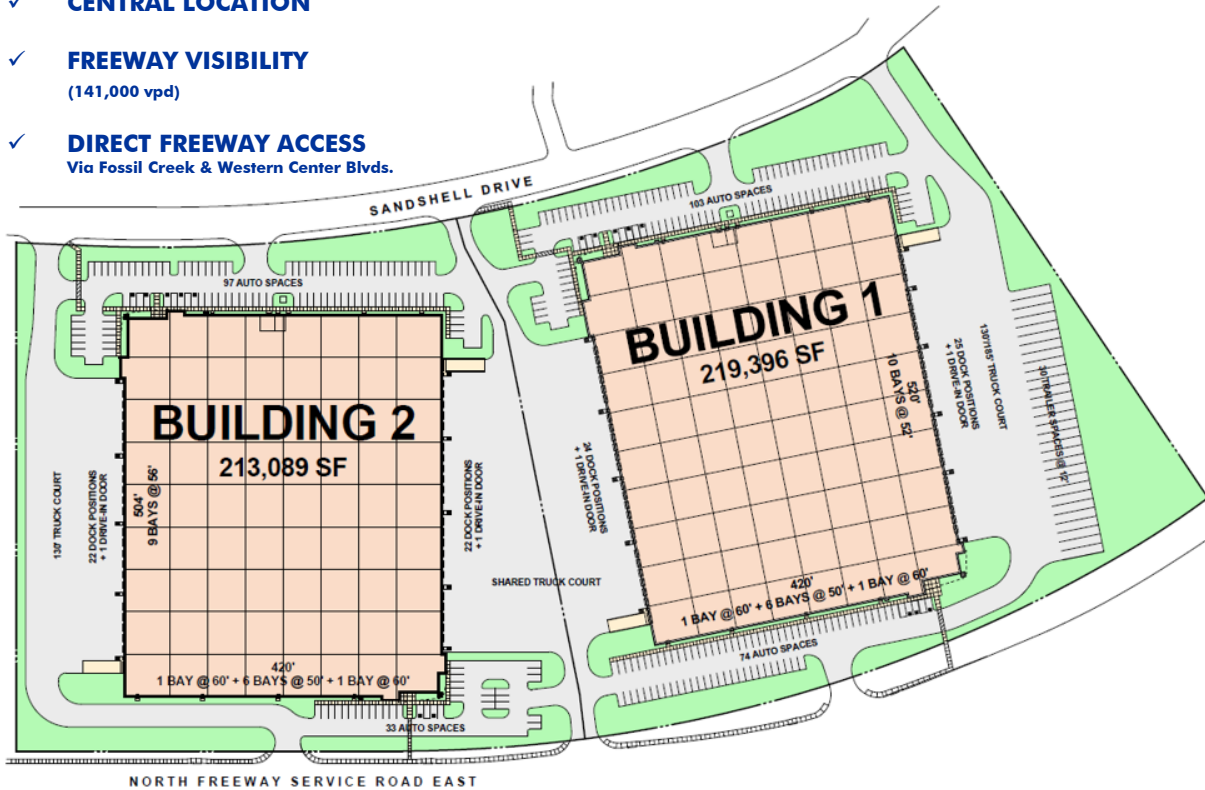 ✓ CENTRAL LOCATION
✓ FREEWAY VISIBILITY
(141,000 vpd)
✓ DIRECT FREEWAY ACCESS
Via Fossil Creek & Western Center Blvds.
SANDSHELL DRIVE
103 AUTO SPACES
97 AUTO SPACES
BUILDING 1
219,396 SF
520'
10 BAYS @ 52'
25 DOCK POSITIONS
+ 1 DRIVE-IN DOOR
130'/185' TRUCK COURT
30 TRAILER SPACES @ 12'
BUILDING 2
213,089 SF
130' TRUCK COURT
22 DOCK POSITIONS
+ 1 DRIVE-IN DOOR
504'
9 BAYS @ 56'
22 DOCK POSITIONS
+ 1 DRIVE-IN DOOR
24 DOCK POSITIONS
+ 1 DRIVE-IN DOOR
SHARED TRUCK COURT
420'
1 BAY @ 60' + 6 BAYS @ 50' + 1 BAY @ 60'
74 AUTO SPACES
420'
1 BAY @ 60' + 6 BAYS @ 50' + 1 BAY @ 60'
33 AUTO SPACES
NORTH FREEWAY SERVICE ROAD EAST